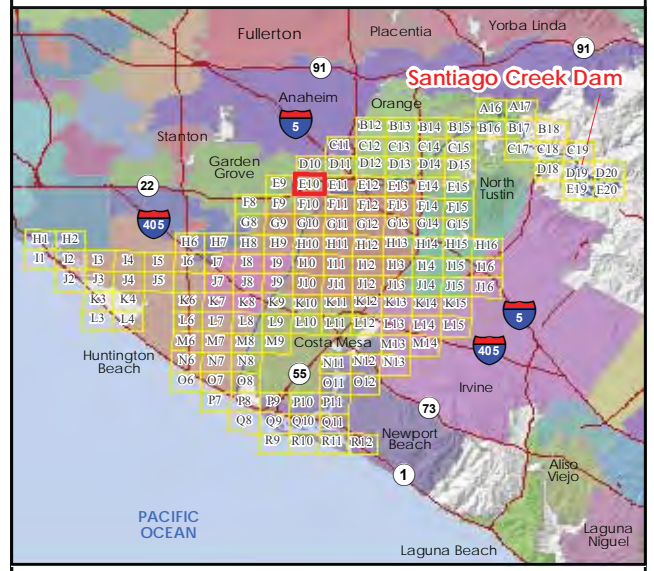 Fullerton
Placentia
Yorba Linda
91
91
Santiago Creek Dam
Anaheim
Orange
5
A16 A17
B12 B13 B14 B15 B16 B17 B18
Stanton
C11 C12 C13 C14 C15 C17 C18 C19
Garden
Grove
D10 D11 D12 D13 D14 D15 D18 D19 D20
22
E9 E10 E11 E12 E13 E14 E15 E19 E20
North
Tustin
F8 F9 F10 F11 F12 F13 F14 F15
405
G8 G9 G10 G11 G12 G13 G14 G15
H1 H2 H6 H7 H8 H9 H10 H11 H12 H13 H14 H15 H16
I1 I2 I3 I4 I5 I6 I7 I8 I9 I10 I11 I12 I13 I14 I15 I16
J2 J3 J4 J5 J7 J8 J9 J10 J11 J12 J13 J14 J15 J16
K3 K4 K6 K7 K8 K9 K10 K11 K12 K13 K14 K15
5
L3 L4 L6 L7 L8 L9 L10 L11 L12 L13 L14 L15
M6 M7 M8 M9 Costa Mesa M13 M14
405
Huntington
Beach
N6 N7 N8 N11 N12 N13
55
O6 O7 O8 O11 O12
Irvine
P7 P8 P9 P10 P11
73
Q8 Q9 Q10 Q11
Newport
Beach
R9 R10 R11 R12
1
Aliso
Viejo
PACIFIC
OCEAN
Laguna
Niguel
Laguna Beach